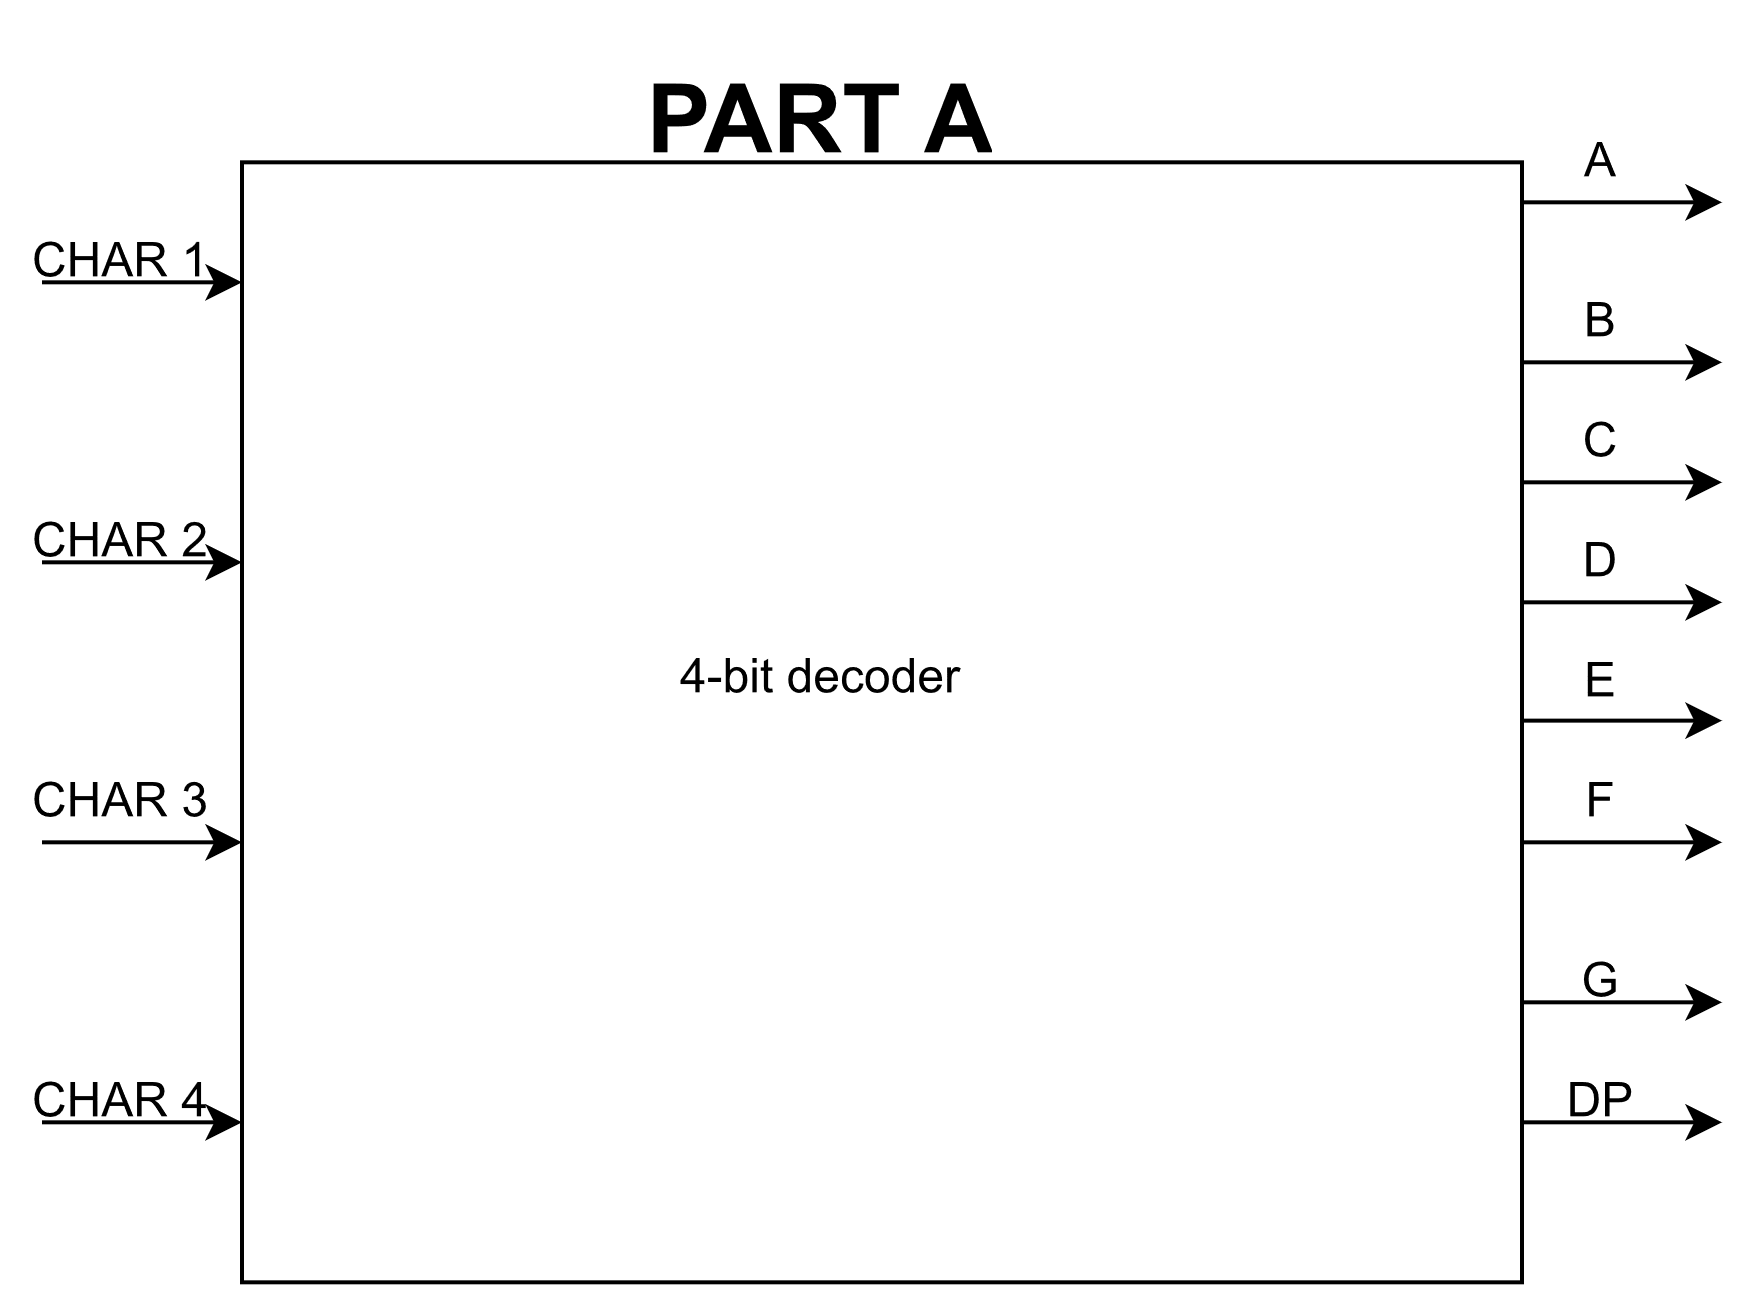 PART A
CHAR 1
CHAR 2
CHAR 3
CHAR 4
4-bit decoder
A
B
C
D
E
F
G
DP